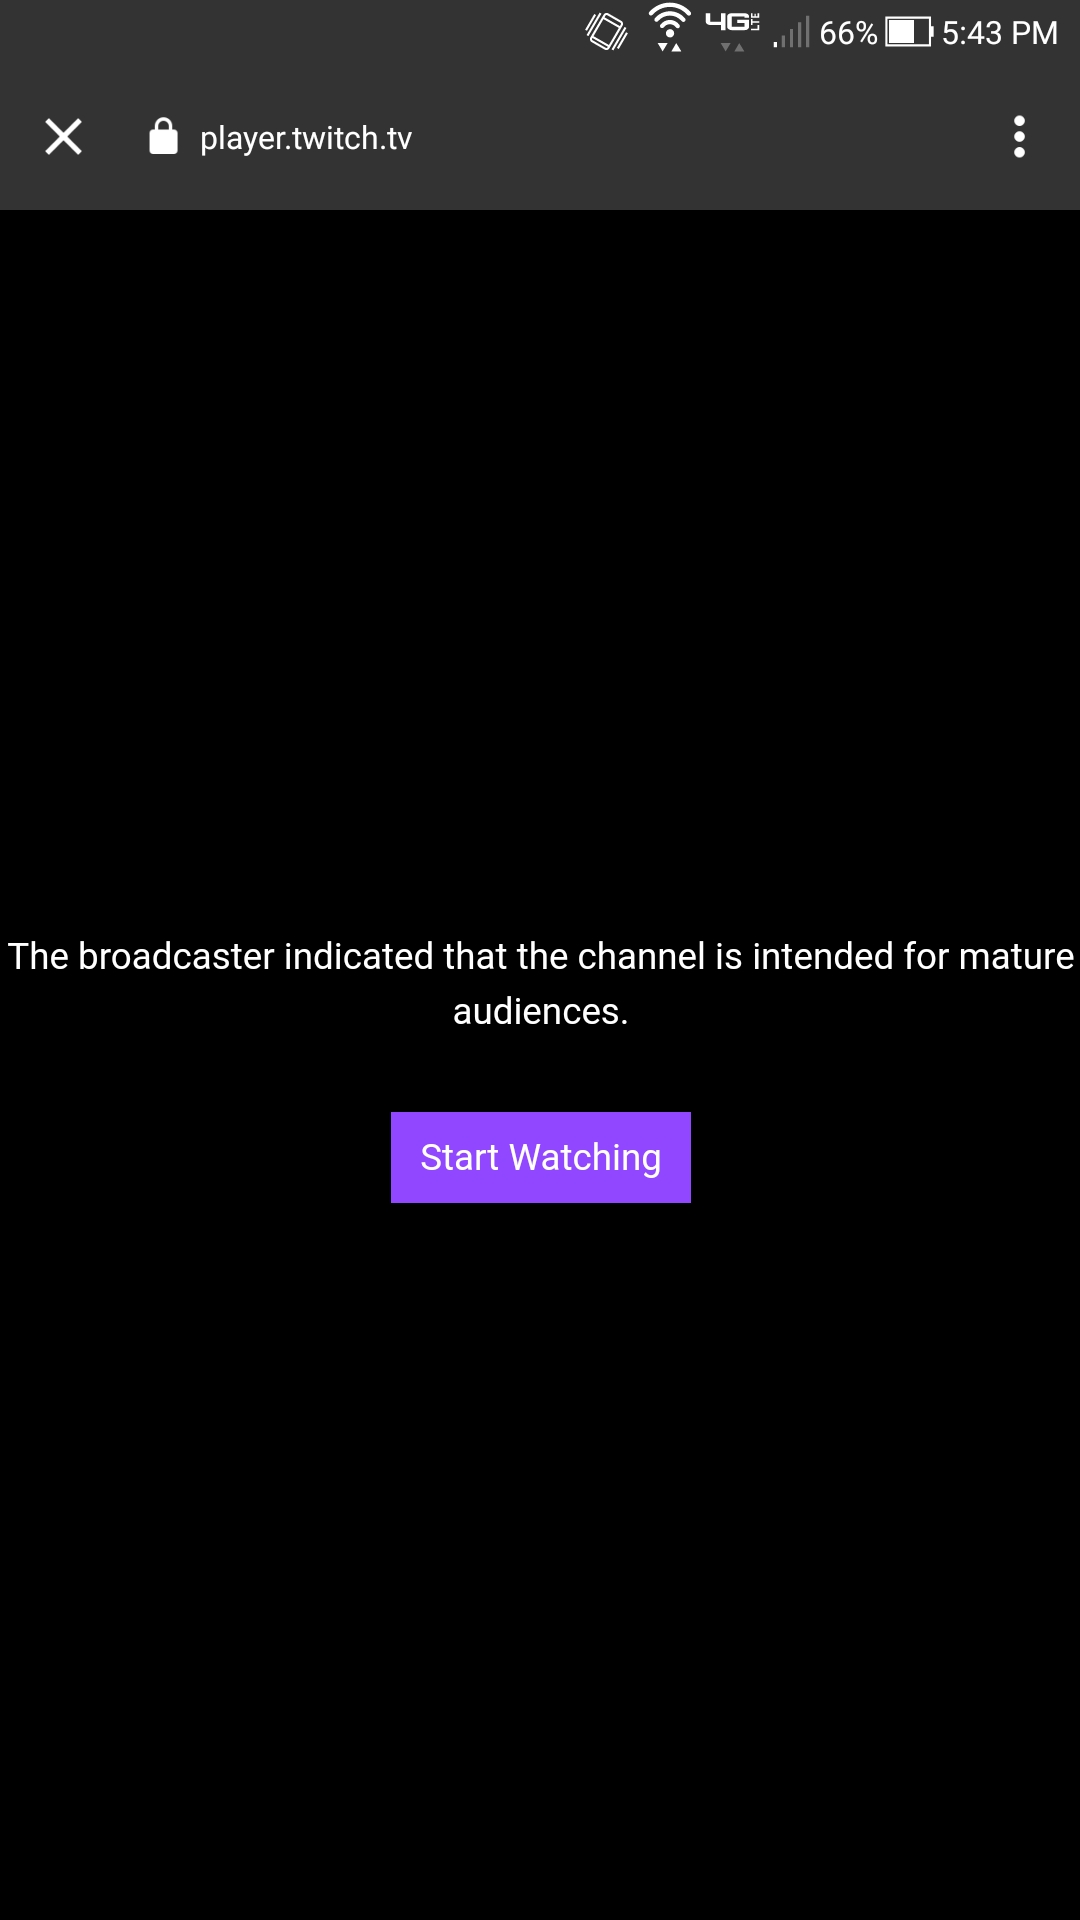 4G LTE 66% 5:43 PM
player.twitch.tv
The broadcaster indicated that the channel is intended for mature
audiences.
Start Watching